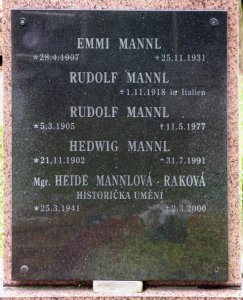 EMMI MANNL
*28.4.1907 +25.11.1931
RUDOLF MANNL
+1.11.1918 in Italien
RUDOLF MANNL
*5.3.1905 +11.5.1977
HEDWIG MANNL
*21.11.1902 +31.7.1991
Mgr. HEIDE MANNLOVÁ-RAKOVÁ
HISTORIČKA UMĚNÍ
*25.3.1941 +2.3.2000